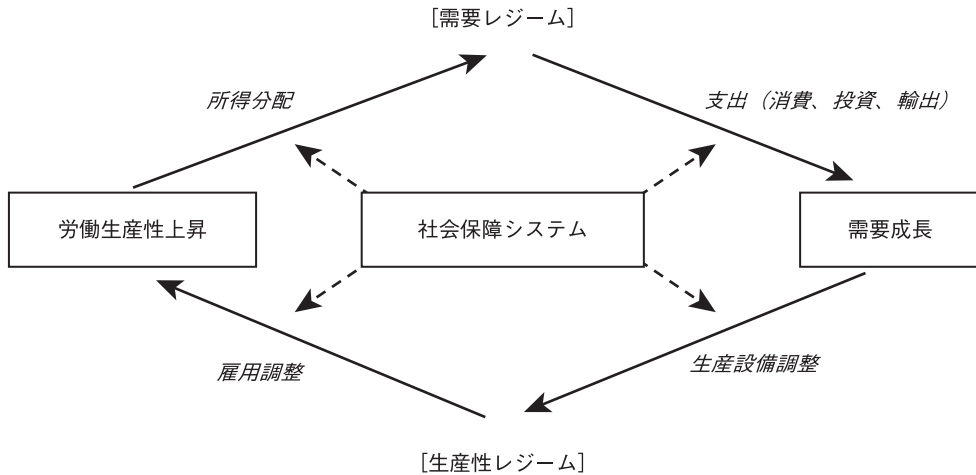 ［需要レジーム］
所得分配
支出（消費、投資、輸出）
労働生産性上昇
社会保障システム
需要成長
雇用調整
生産設備調整
［生産性レジーム］